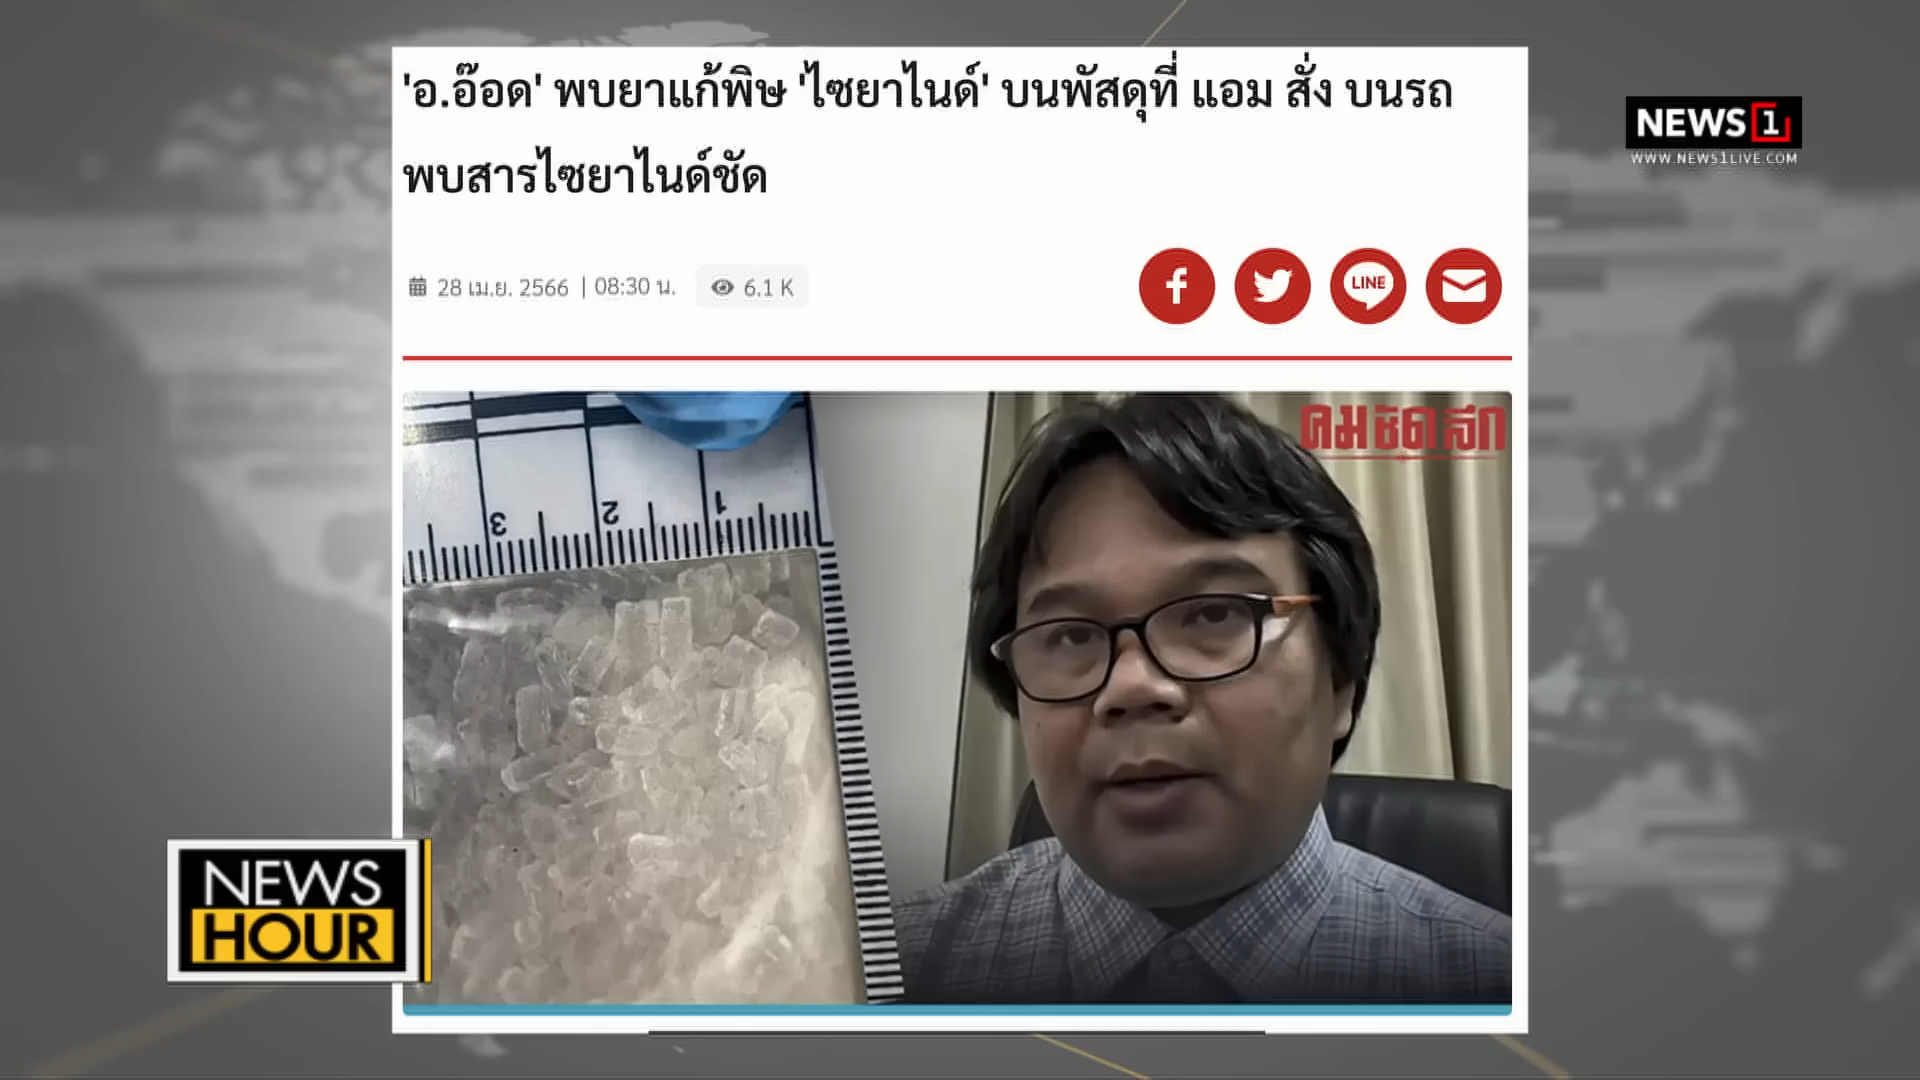 'อ.อ๊อด' พบยาแก้พิษ 'ไซยาไนด์' บนพัสดุที่ แอม สั่ง บนรถ
พบสารไซยาไนด์ชัด
NEWS 1
WWW.NEWS1LIVE.COM
28 เม.ย. 2566 | 08:30 น. 6.1 K
LINE
คม ชัด ลึก
3 2 1
NEWS
HOUR